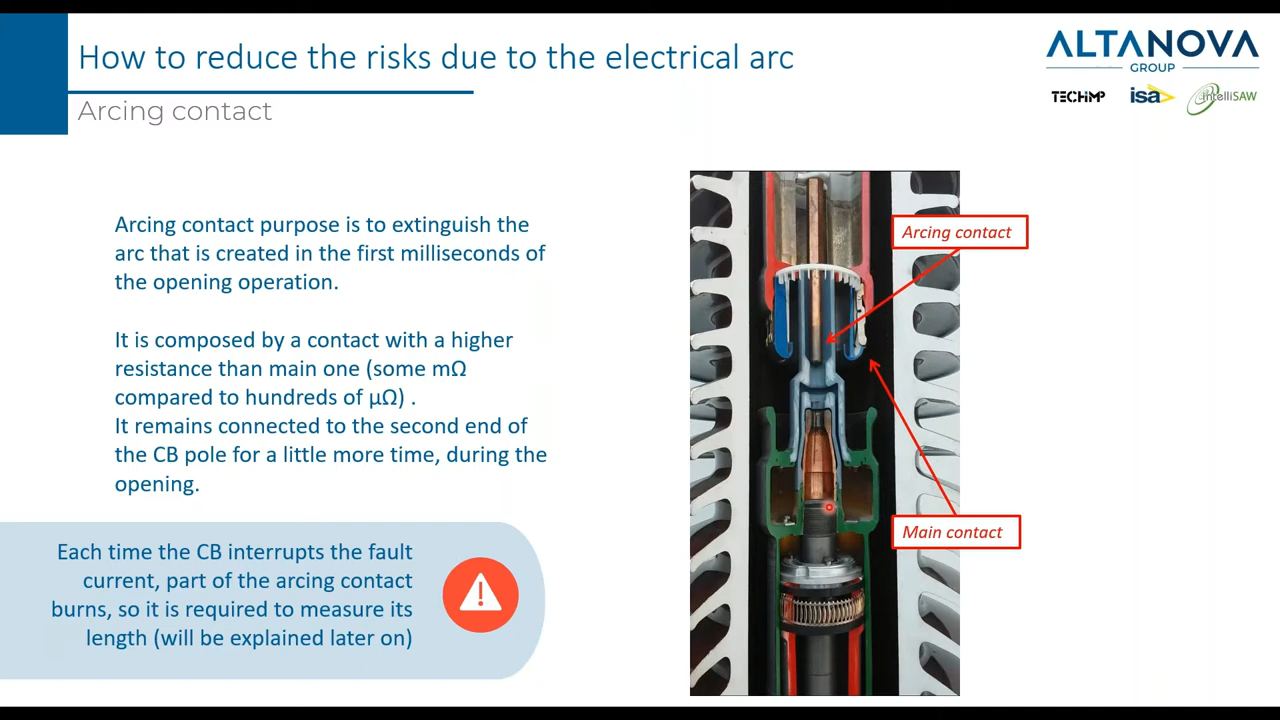 How to reduce the risks due to the electrical arc
Arcing contact
ALTANOVA
GROUP
TECHIMP
isa
intelliSAW
Arcing contact purpose is to extinguish the
arc that is created in the first milliseconds of
the opening operation.
It is composed by a contact with a higher
resistance than main one (some mΩ
compared to hundreds of µΩ) .
It remains connected to the second end of
the CB pole for a little more time, during the
opening.
Each time the CB interrupts the fault
current, part of the arcing contact
burns, so it is required to measure its
length (will be explained later on)
Arcing contact
Main contact